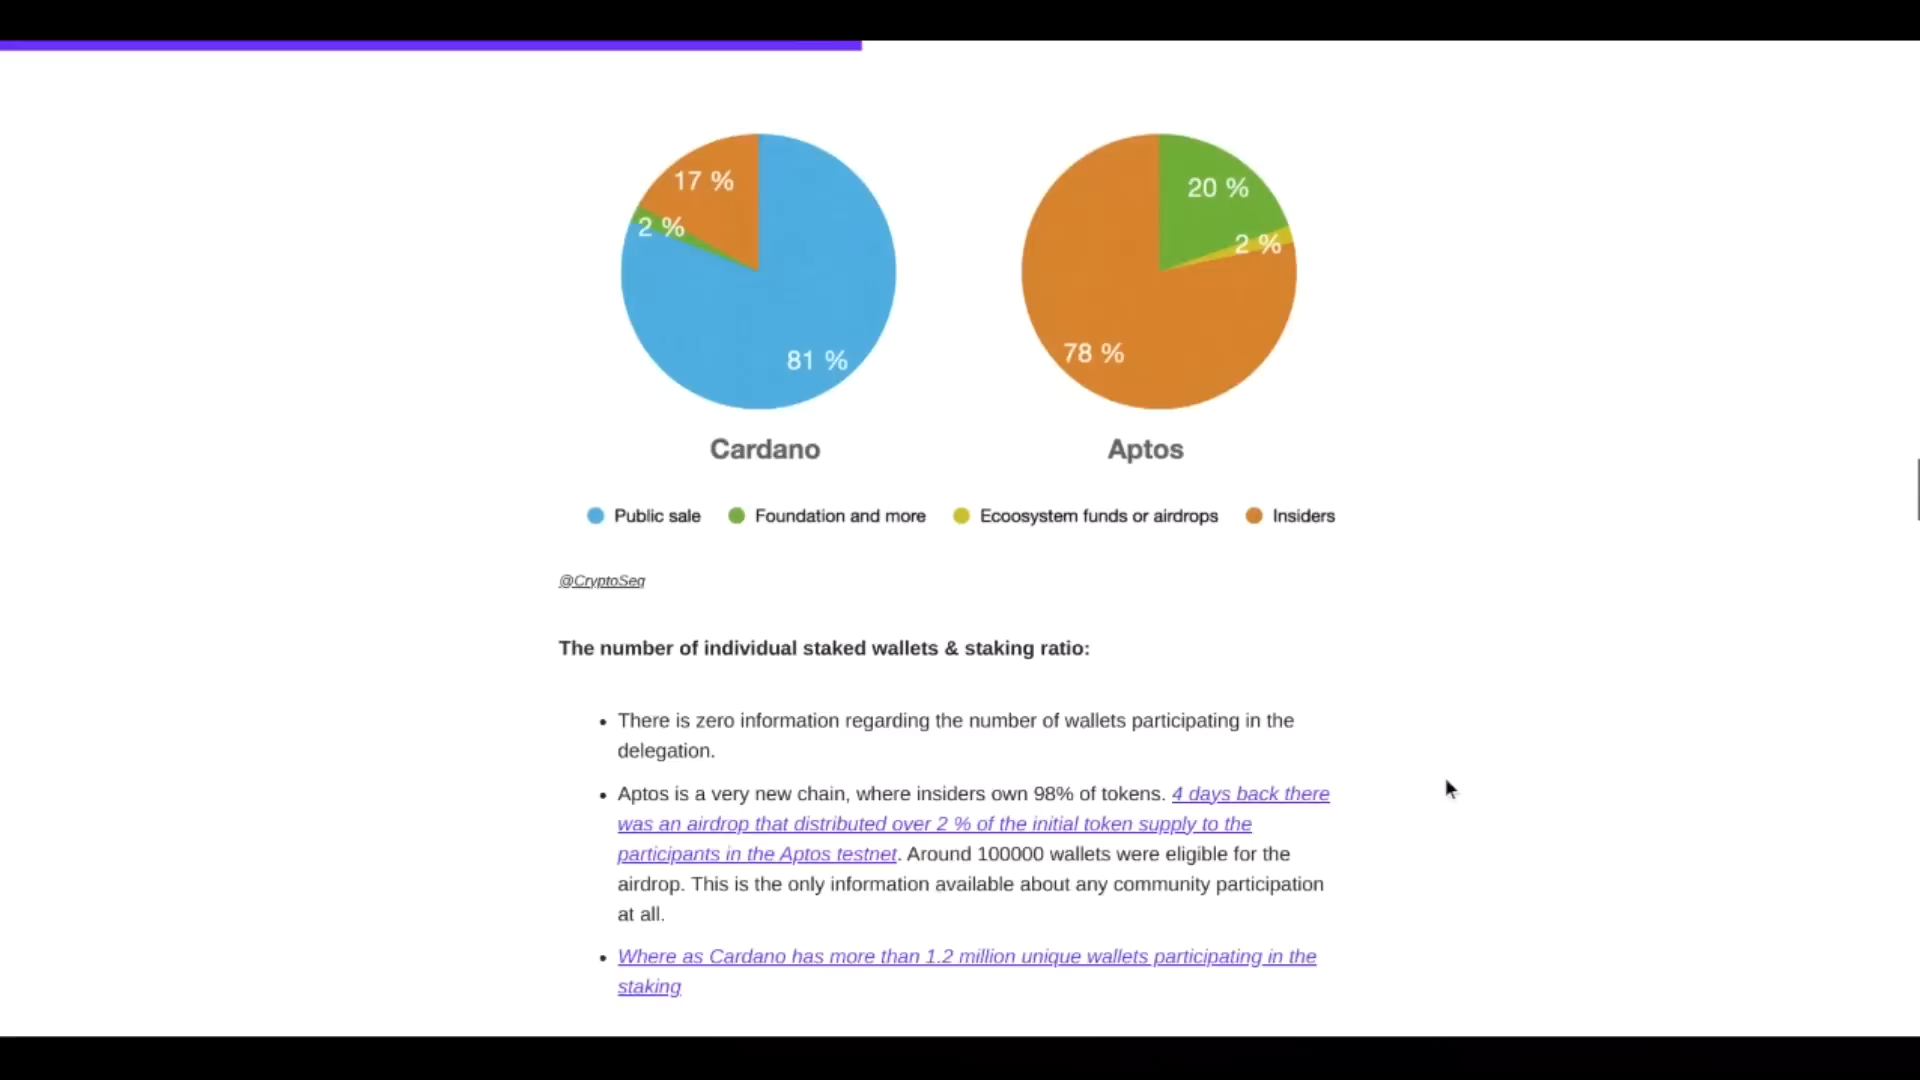 17 %
2 %
81 %
20 %
2 %
78 %
Cardano
Aptos
Public sale
Foundation and more
Ecoosystem funds or airdrops
Insiders
@CryptoSeq
The number of individual staked wallets & staking ratio:
• There is zero information regarding the number of wallets participating in the
delegation.
• Aptos is a very new chain, where insiders own 98% of tokens. 4 days back there
was an airdrop that distributed over 2 % of the initial token supply to the
participants in the Aptos testnet. Around 100000 wallets were eligible for the
airdrop. This is the only information available about any community participation
at all.
• Where as Cardano has more than 1.2 million unique wallets participating in the
staking